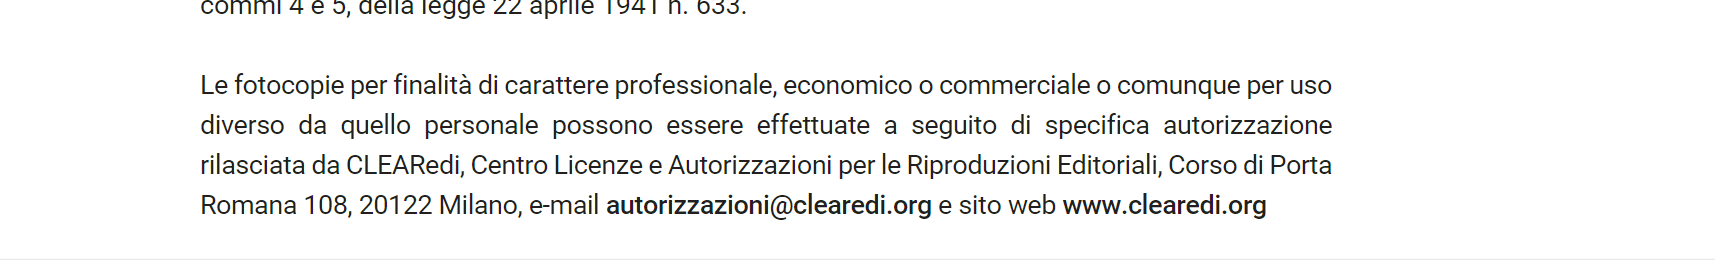 commi 4 e 5, della legge 22 aprile 1941 n. 633.
Le fotocopie per finalità di carattere professionale, economico o commerciale o comunque per uso
diverso da quello personale possono essere effettuate a seguito di specifica autorizzazione
rilasciata da CLEARedi, Centro Licenze e Autorizzazioni per le Riproduzioni Editoriali, Corso di Porta
Romana 108, 20122 Milano, e-mail autorizzazioni@clearedi.org e sito web www.clearedi.org